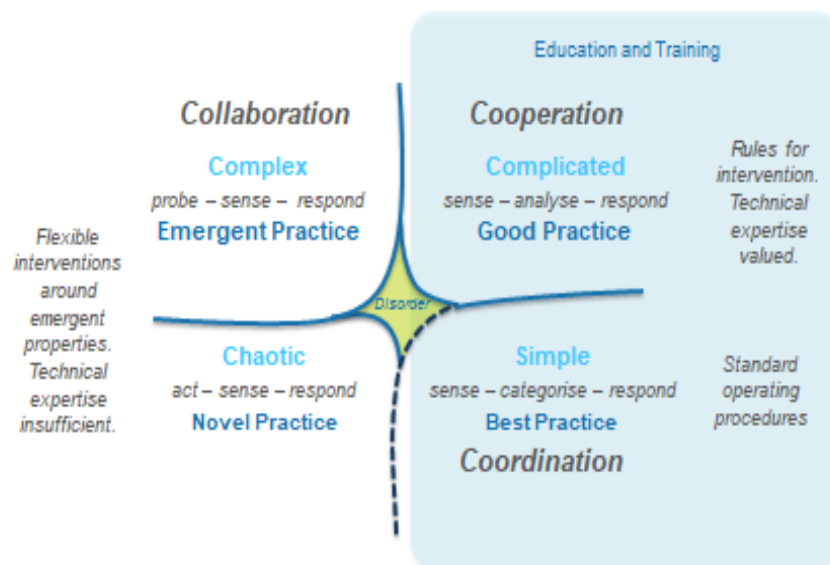 Education and Training
Collaboration
Complex
probe – sense – respond
Emergent Practice
Cooperation
Complicated
sense – analyse – respond
Good Practice
Rules for
intervention.
Technical
expertise
valued.
Flexible
interventions
around
emergent
properties.
Technical
expertise
insufficient.
Disorder
Chaotic
act – sense – respond
Novel Practice
Simple
sense – categorise – respond
Best Practice
Coordination
Standard
operating
procedures